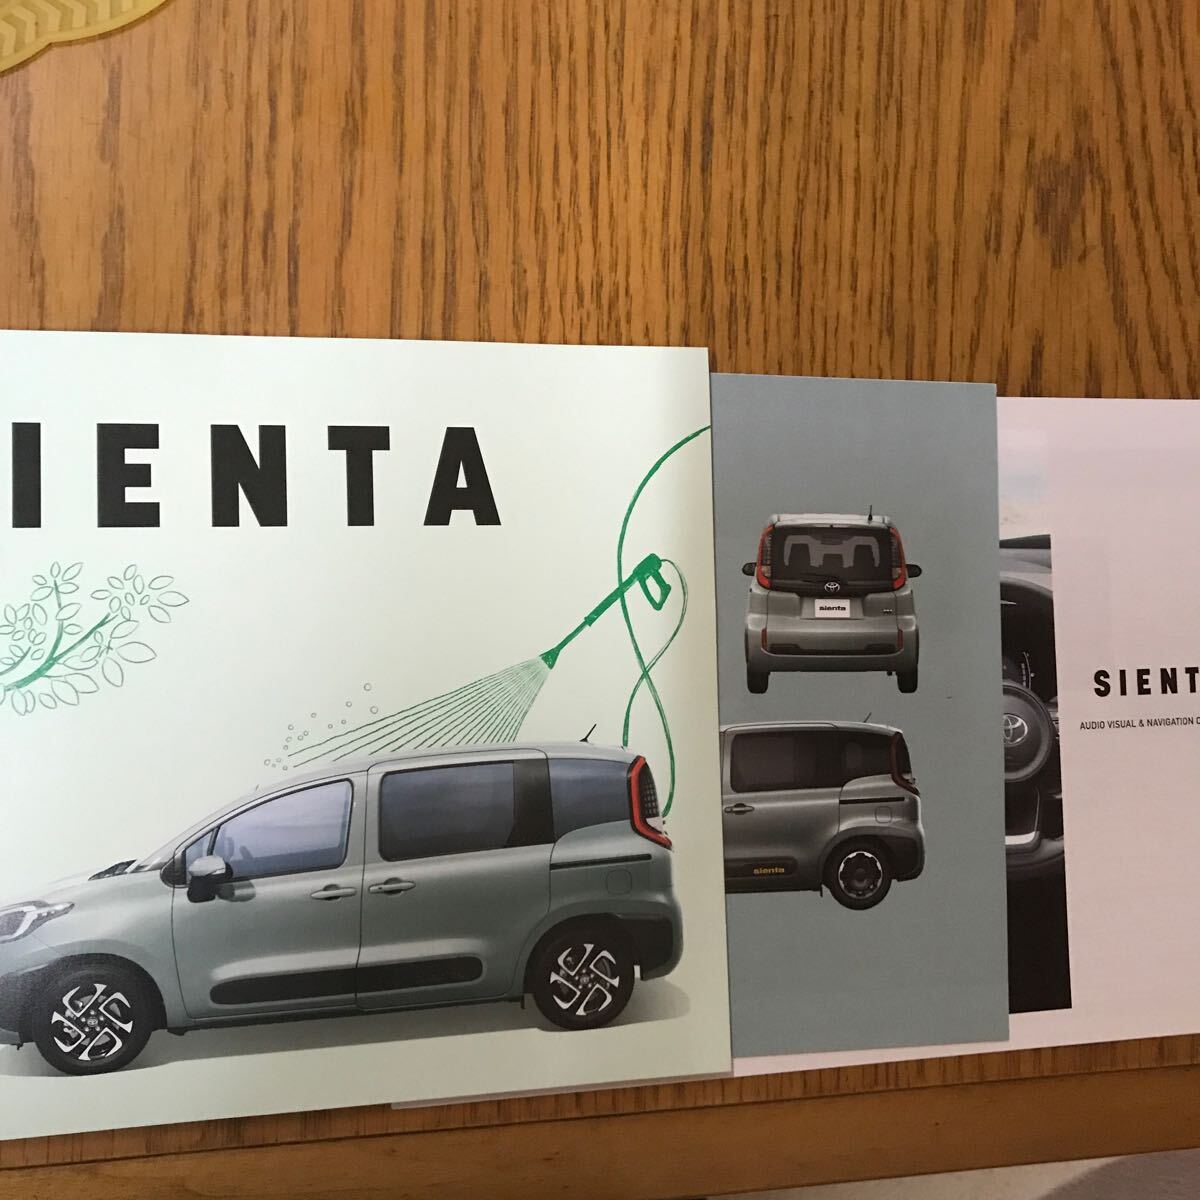 IENTA
sienta
sienta
SIENT
AUDIO VISUAL & NAVIGATION C